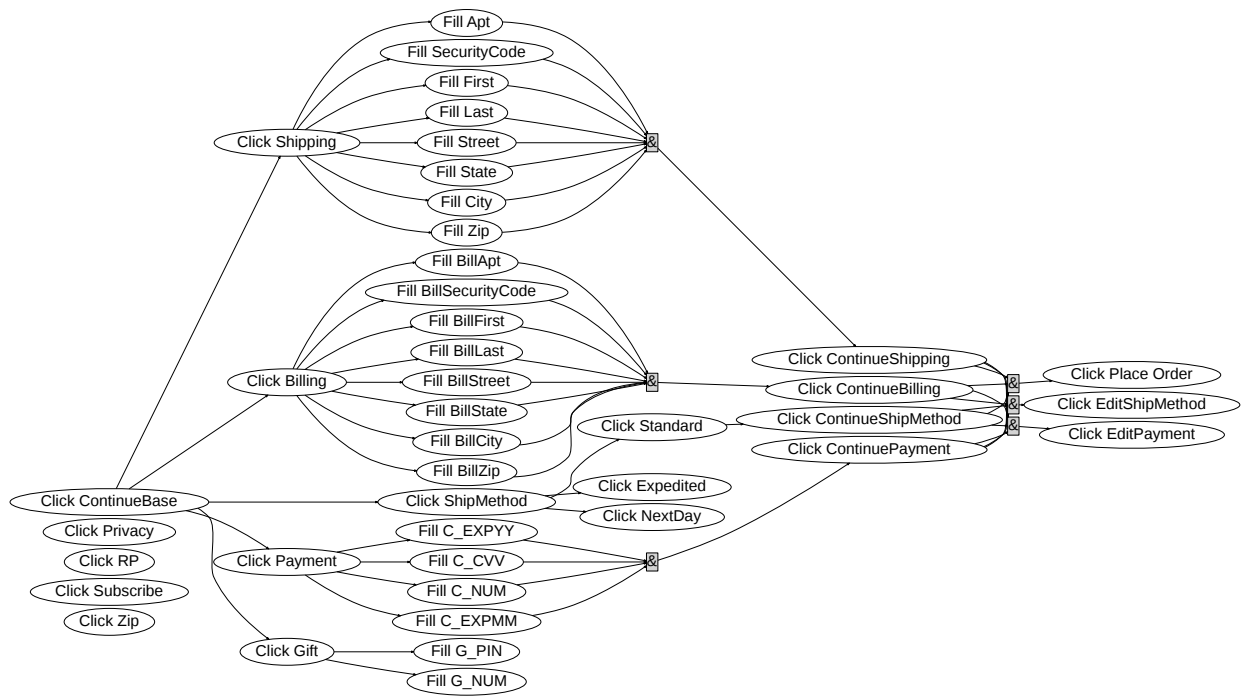 Fill Apt
Fill SecurityCode
Fill First
Fill Last
Click Shipping
Fill Street
&
Fill State
Fill City
Fill Zip
Fill BillApt
Fill BillSecurityCode
Fill BillFirst
Fill BillLast
Click Billing
Fill BillStreet
&
Fill BillState
Fill BillCity
Fill BillZip
Click ContinueShipping
Click ContinueBilling
Click ContinueShipMethod
Click ContinuePayment
&
&
&
Click Place Order
Click EditShipMethod
Click EditPayment
Click Standard
Click ContinueBase
Click ShipMethod
Click Expedited
Click NextDay
Click Privacy
Click RP
Click Subscribe
Click Zip
Click Payment
Fill C_EXPYY
Fill C_CVV
&
Fill C_NUM
Fill C_EXPMM
Click Gift
Fill G_PIN
Fill G_NUM